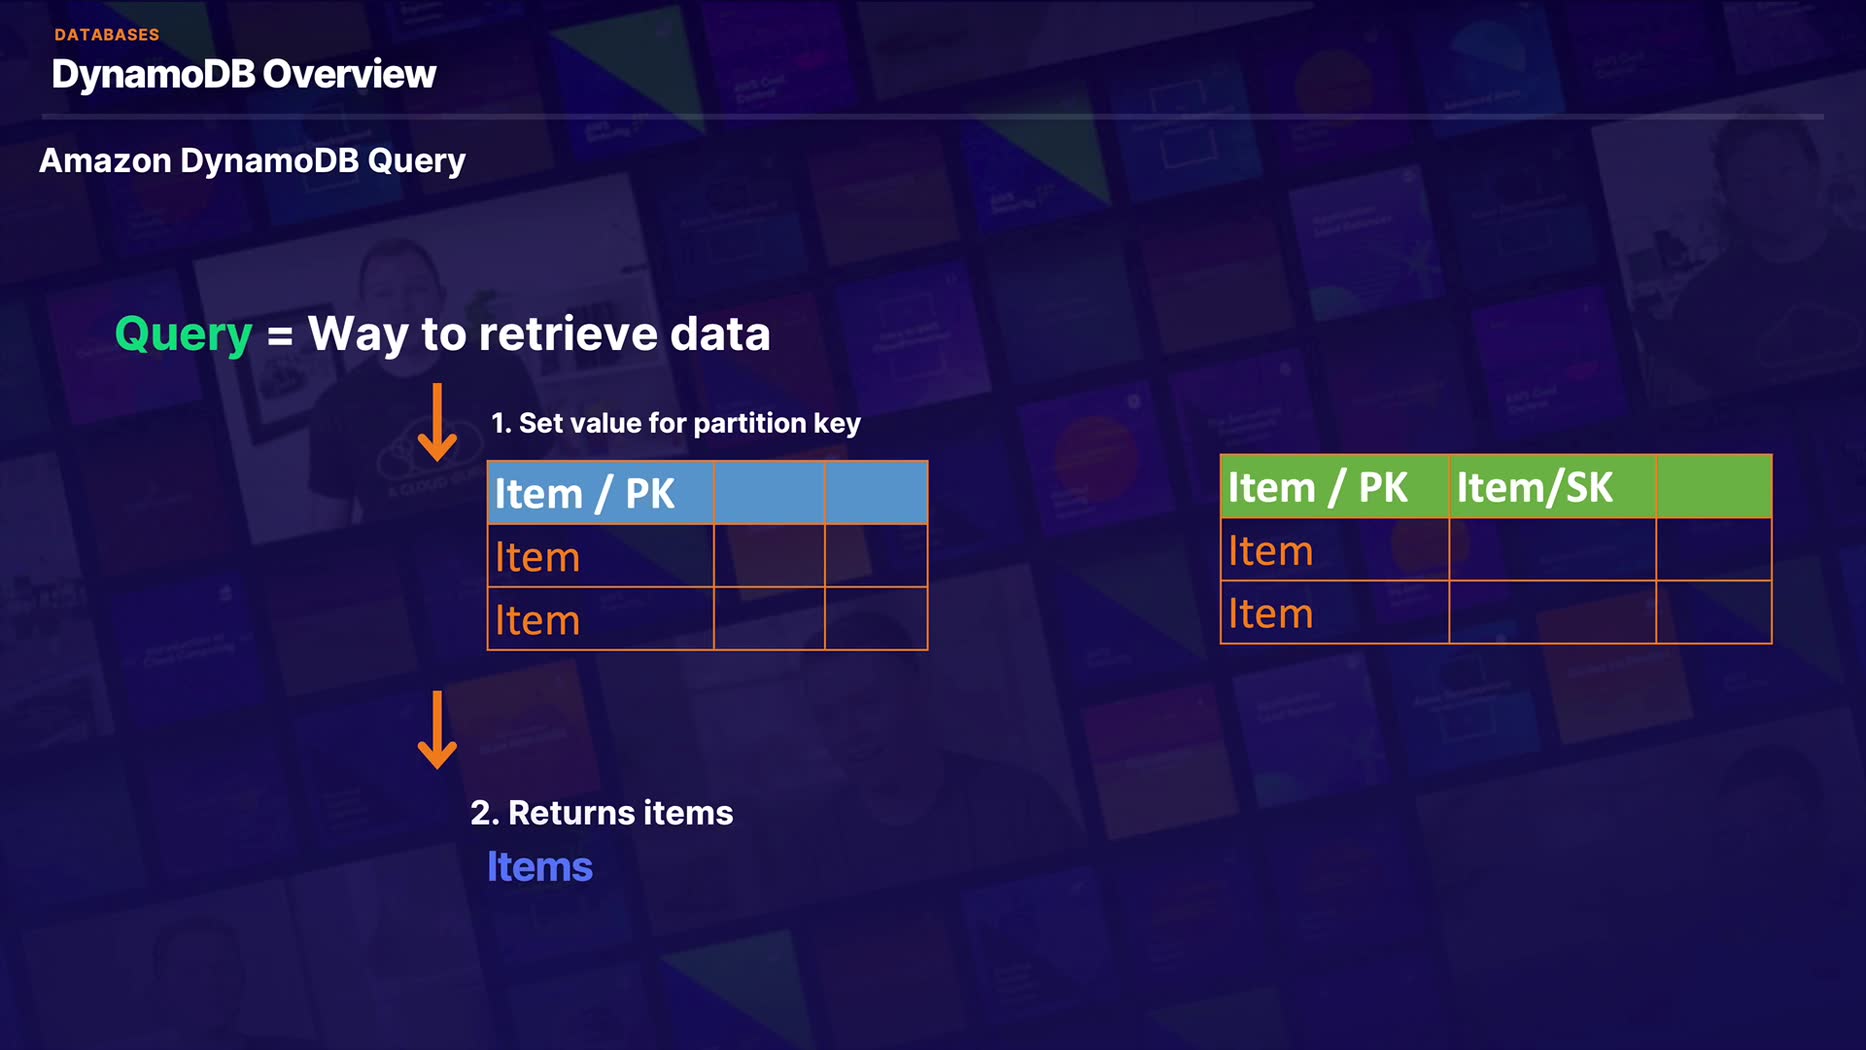 DATABASES
DynamoDB Overview
Amazon DynamoDB Query
Query = Way to retrieve data
1. Set value for partition key
Item / PK
Item
Item
Item / PK Item/SK
Item
Item
2. Returns items
Items